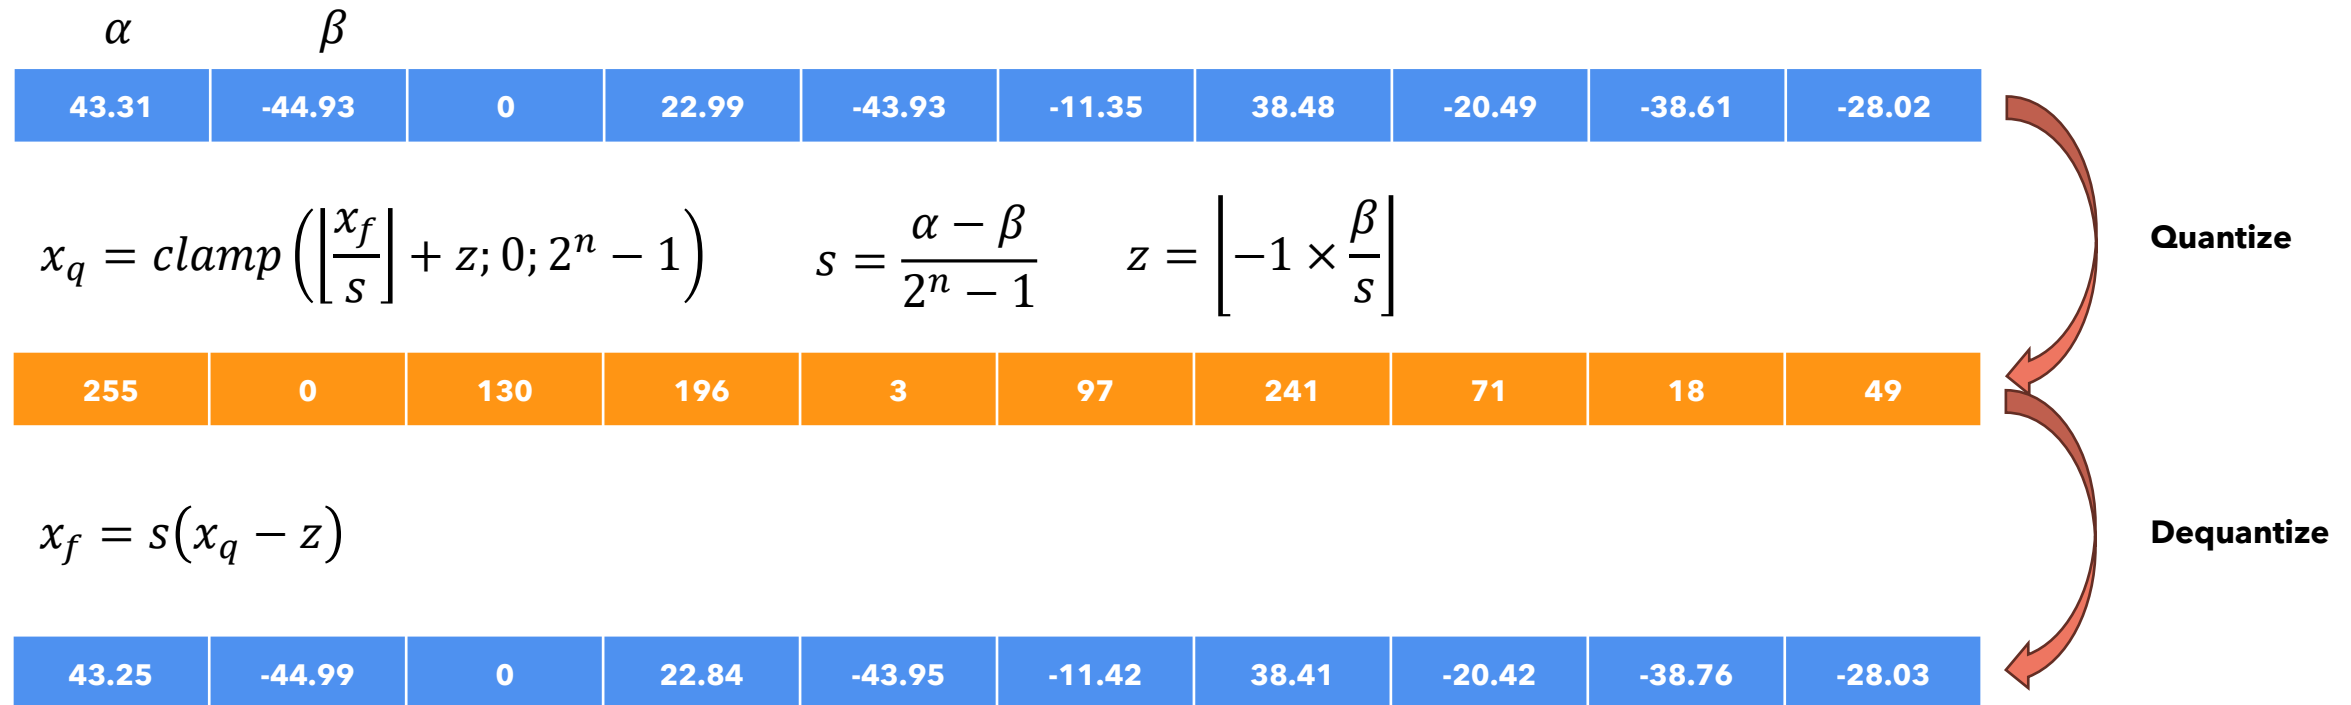 α β
43.31 -44.93 0 22.99 -43.93 -11.35 38.48 -20.49 -38.61 -28.02
x_q = clamp(⌊x_f/s⌋ + z; 0; 2^n − 1) s = (α − β)/(2^n − 1) z = ⌊−1 × β/s⌋
Quantize
255 0 130 196 3 97 241 71 18 49
x_f = s(x_q − z)
Dequantize
43.25 -44.99 0 22.84 -43.95 -11.42 38.41 -20.42 -38.76 -28.03